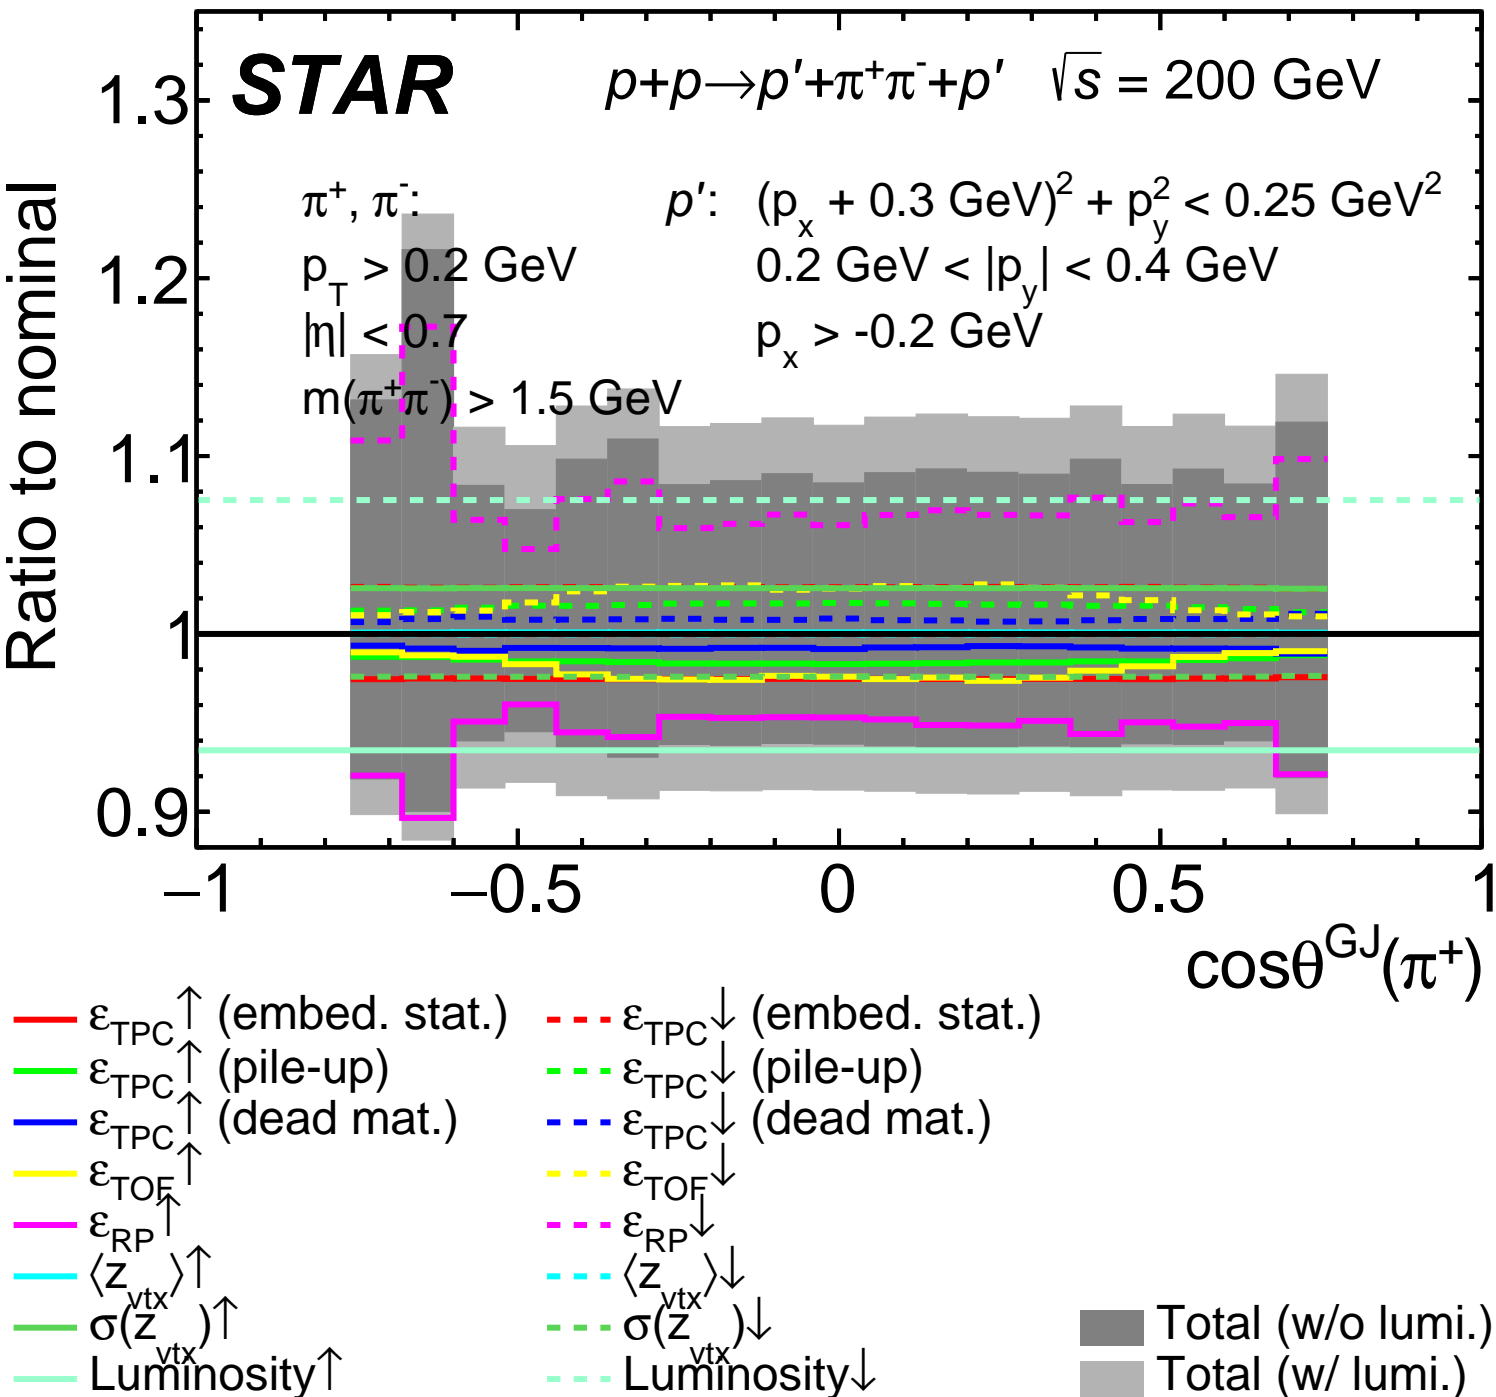 STAR p+p→p′+π⁺π⁻+p′ √s = 200 GeV
π⁺, π⁻: p′: (pₓ + 0.3 GeV)² + p_y² < 0.25 GeV²
p_T > 0.2 GeV 0.2 GeV < |p_y| < 0.4 GeV
|η| < 0.7 pₓ > -0.2 GeV
m(π⁺π⁻) > 1.5 GeV
Ratio to nominal
1.3
1.2
1.1
1
0.9
−1 −0.5 0 0.5 1
cosθ^GJ(π⁺)
ε_TPC↑ (embed. stat.) ε_TPC↓ (embed. stat.)
ε_TPC↑ (pile-up) ε_TPC↓ (pile-up)
ε_TPC↑ (dead mat.) ε_TPC↓ (dead mat.)
ε_TOF↑ ε_TOF↓
ε_RP↑ ε_RP↓
⟨z_vtx⟩↑ ⟨z_vtx⟩↓
σ(z_vtx)↑ σ(z_vtx)↓ Total (w/o lumi.)
Luminosity↑ Luminosity↓ Total (w/ lumi.)